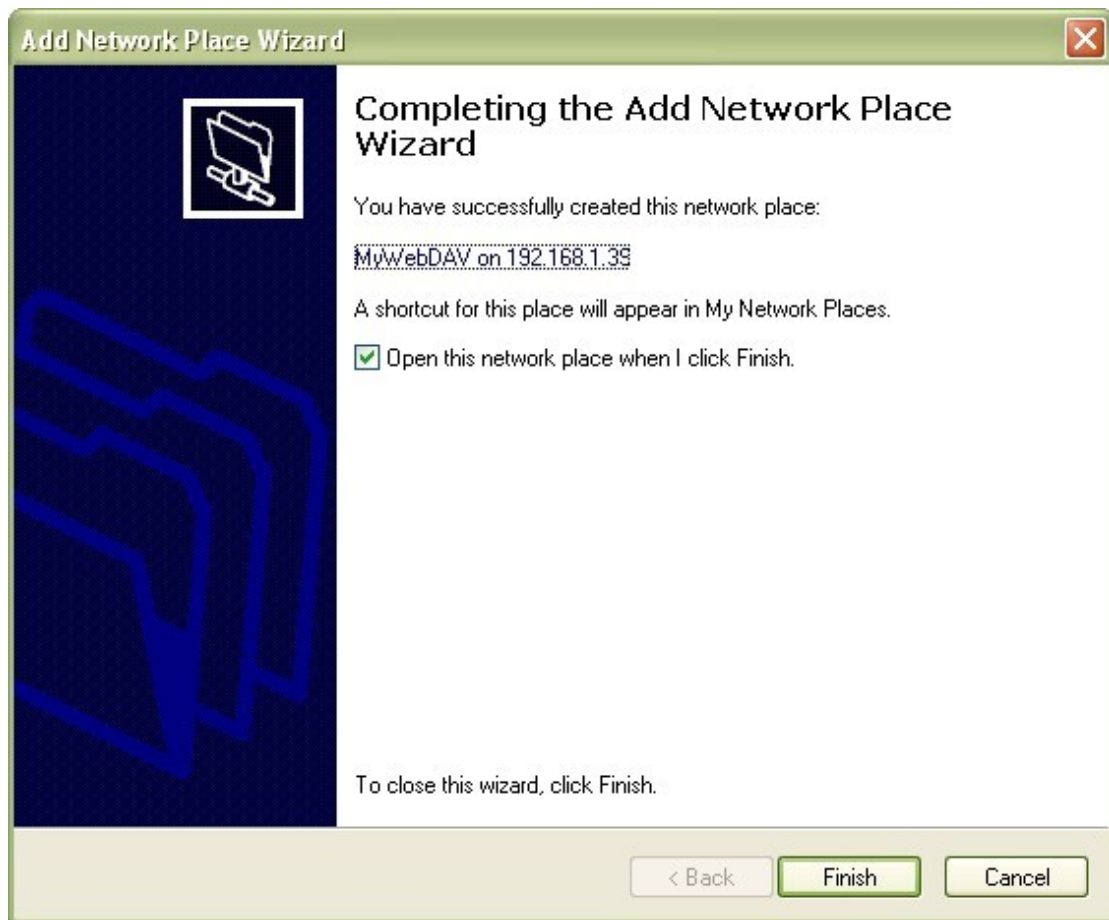 Add Network Place Wizard
Completing the Add Network Place
Wizard
You have successfully created this network place:
MyWebDAV on 192.168.1.39
A shortcut for this place will appear in My Network Places.
Open this network place when I click Finish.
To close this wizard, click Finish.
< Back
Finish
Cancel